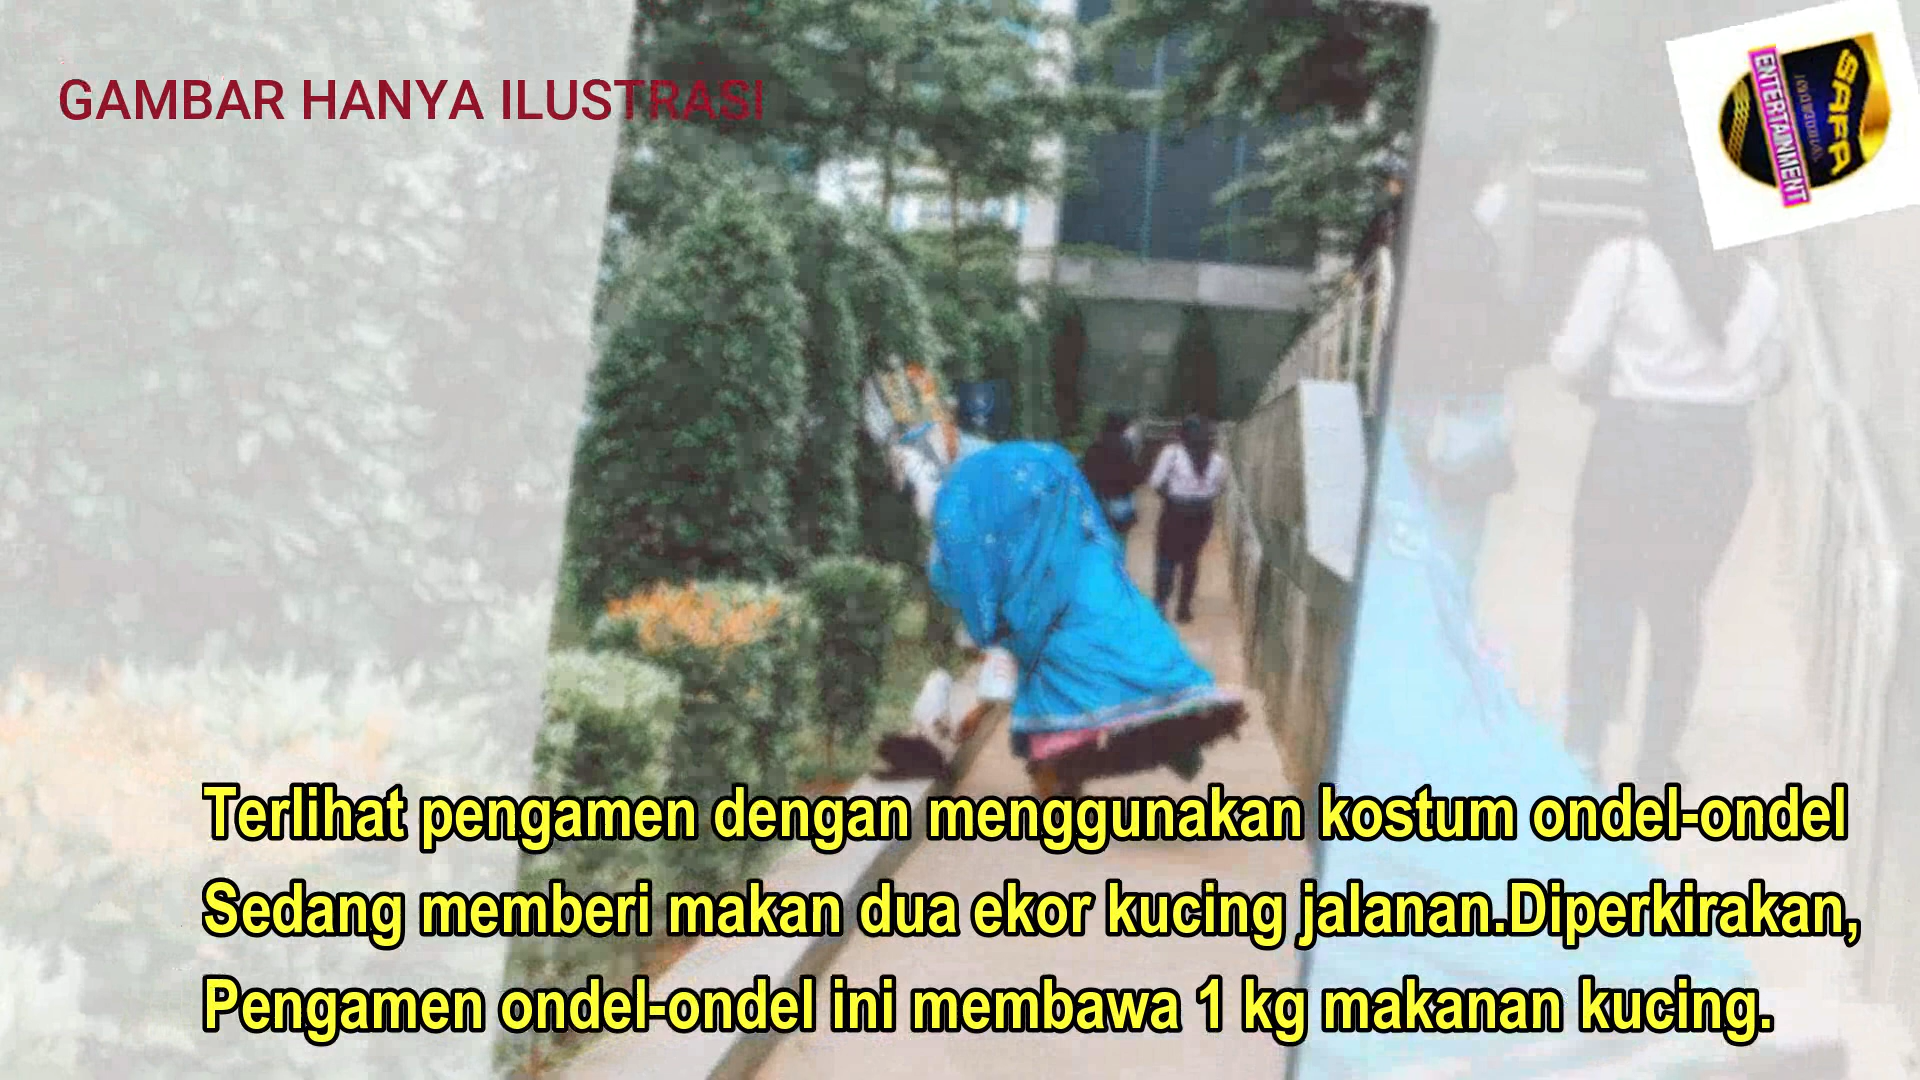 GAMBAR HANYA ILUSTRASI
SAFA
ENTERTAINMENT
Terlihat pengamen dengan menggunakan kostum ondel-ondel
Sedang memberi makan dua ekor kucing jalanan.Diperkirakan,
Pengamen ondel-ondel ini membawa 1 kg makanan kucing.